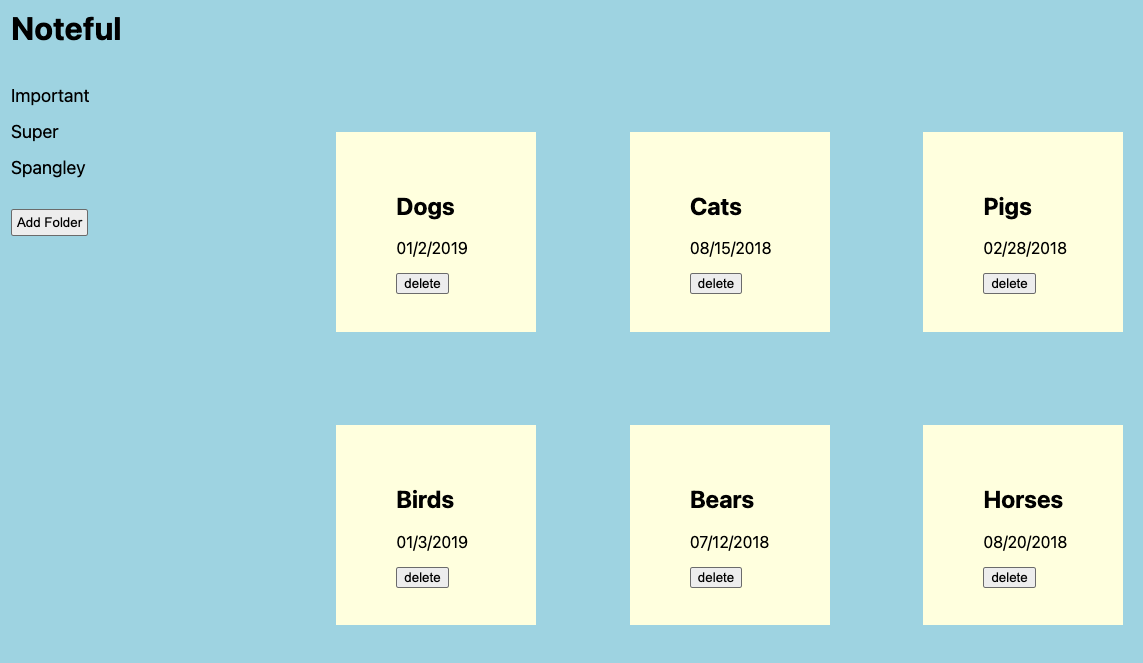 Noteful
Important
Super
Spangley
Add Folder
Dogs
01/2/2019
delete
Cats
08/15/2018
delete
Pigs
02/28/2018
delete
Birds
01/3/2019
delete
Bears
07/12/2018
delete
Horses
08/20/2018
delete